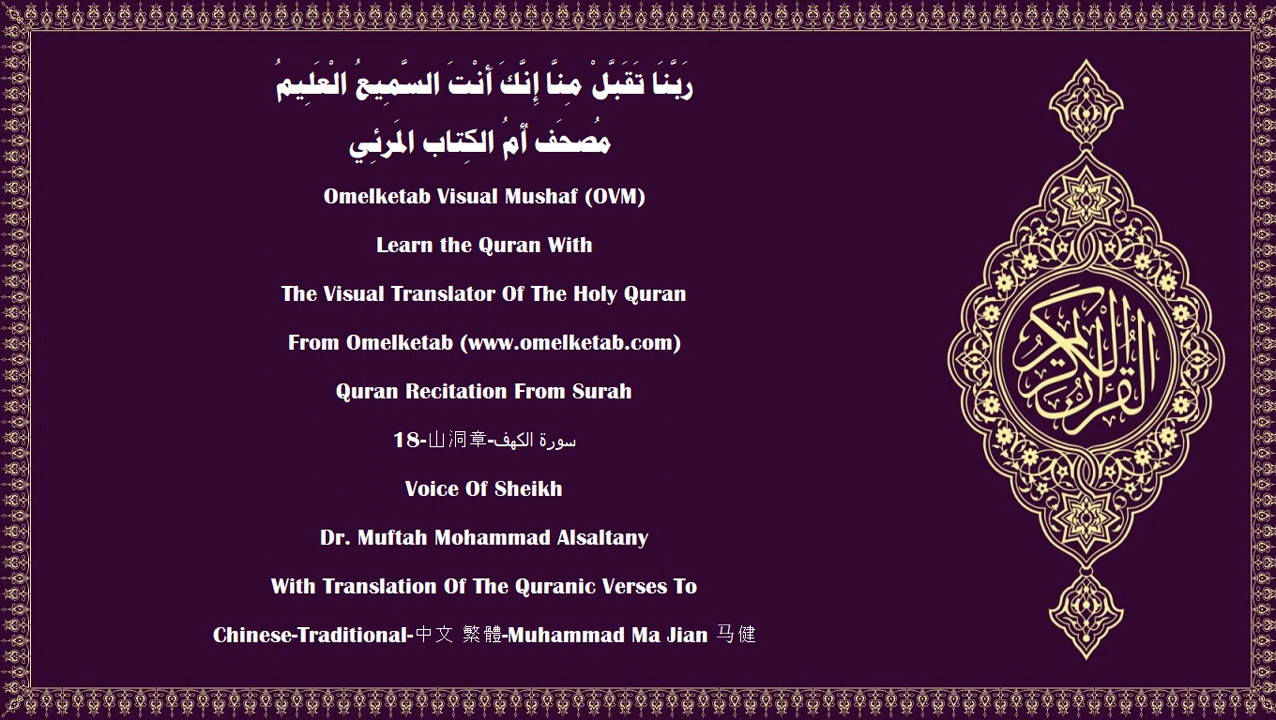 رَبَّنَا تَقَبَّلْ مِنَّا إِنَّكَ أَنْتَ السَّمِيعُ الْعَلِيمُ
مُصحَف أمُ الكِتاب المَرئِي
Omelketab Visual Mushaf (OVM)
Learn the Quran With
The Visual Translator Of The Holy Quran
From Omelketab (www.omelketab.com)
Quran Recitation From Surah
18-山洞章-سورة الكهف
Voice Of Sheikh
Dr. Muftah Mohammad Alsaltany
With Translation Of The Quranic Verses To
Chinese-Traditional-中文 繁體-Muhammad Ma Jian 马健
القرآن الكريم